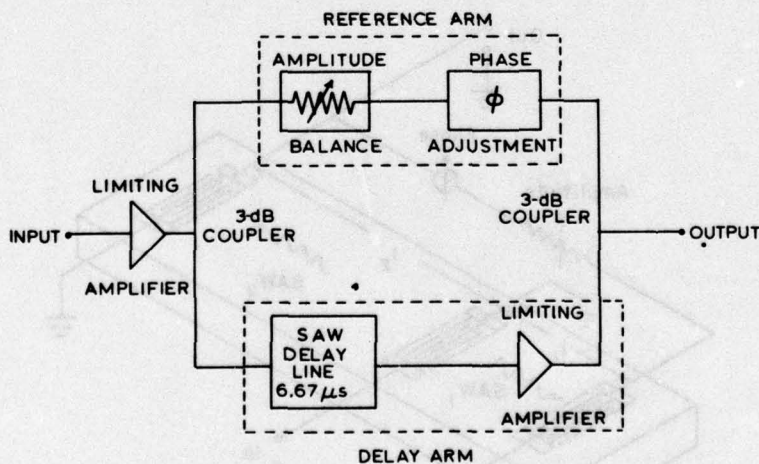 REFERENCE ARM
AMPLITUDE
BALANCE
PHASE
ϕ
ADJUSTMENT
LIMITING
AMPLIFIER
INPUT
3-dB
COUPLER
3-dB
COUPLER
OUTPUT
SAW
DELAY
LINE
6.67 μs
LIMITING
AMPLIFIER
DELAY ARM